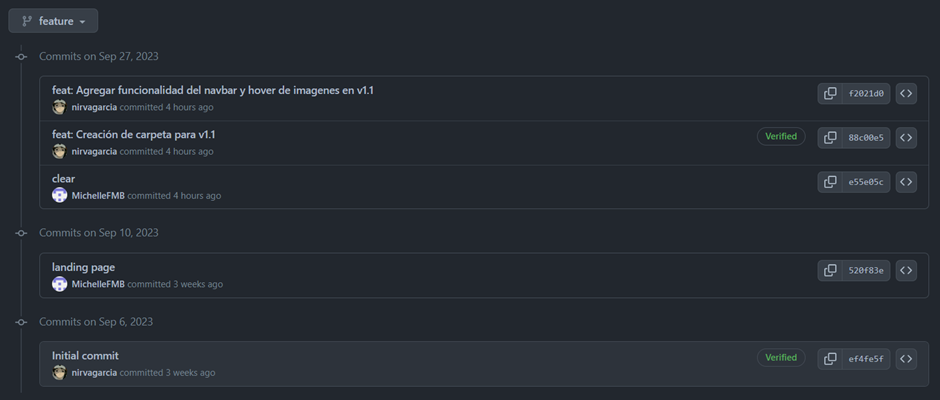 feature
Commits on Sep 27, 2023
feat: Agregar funcionalidad del navbar y hover de imagenes en v1.1
nirvagarcia committed 4 hours ago
f2021d0
feat: Creación de carpeta para v1.1
nirvagarcia committed 4 hours ago
Verified
88c00e5
clear
MichelleFMB committed 4 hours ago
e55e05c
Commits on Sep 10, 2023
landing page
MichelleFMB committed 3 weeks ago
520f83e
Commits on Sep 6, 2023
Initial commit
nirvagarcia committed 3 weeks ago
Verified
ef4fe5f